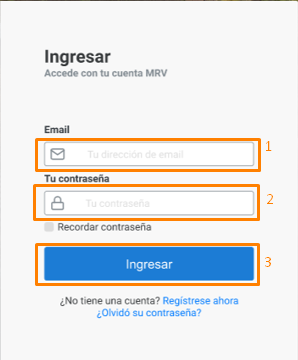 Ingresar
Accede con tu cuenta MRV
Email
Tu dirección de email 1
Tu contraseña
Tu contraseña 2
Recordar contraseña
Ingresar 3
¿No tiene una cuenta? Regístrese ahora
¿Olvidó su contraseña?